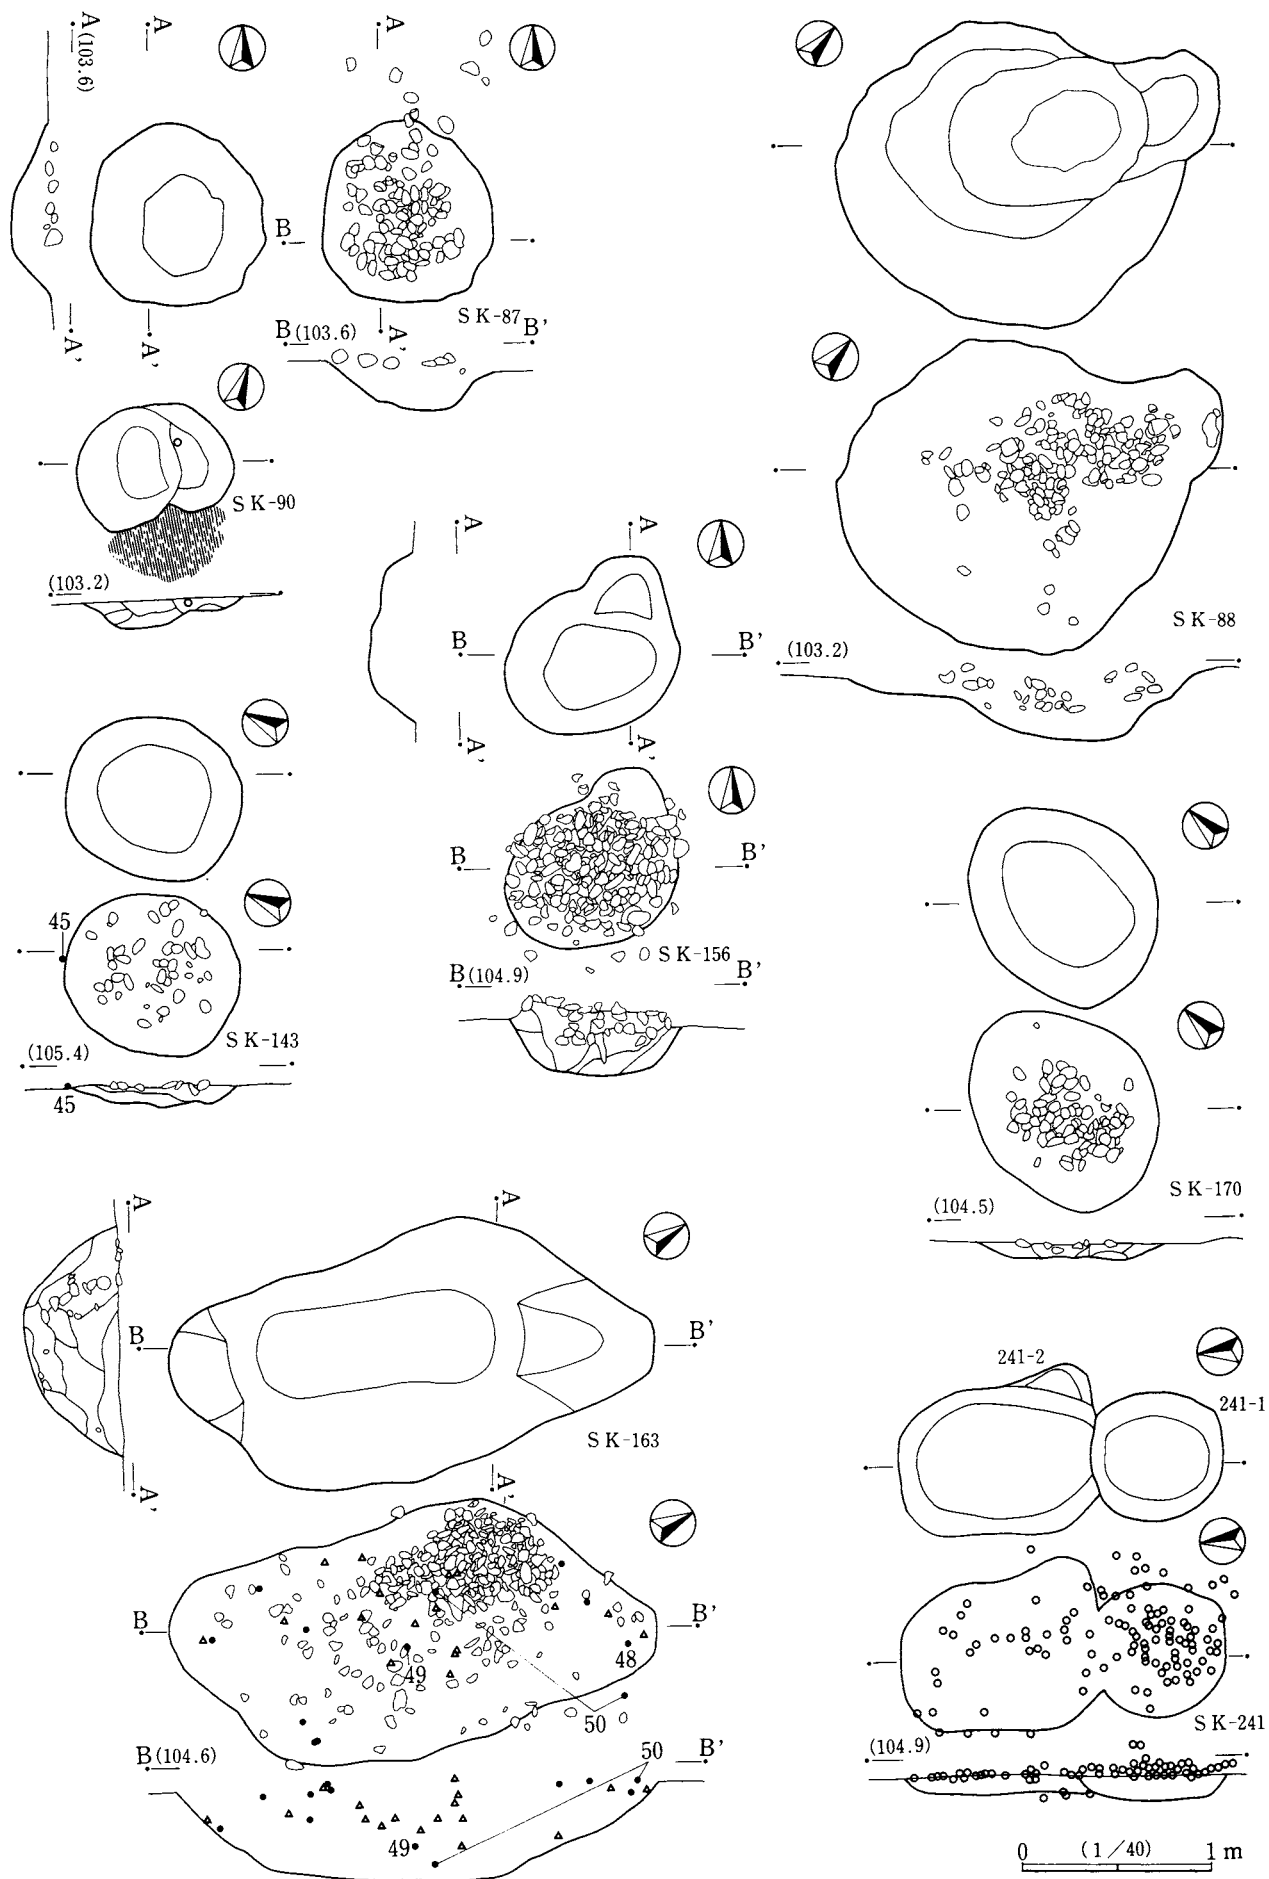 A (103.6)
A
A
A'
A'
A'
B
SK-87
B (103.6)
B'
SK-90
(103.2)
SK-88
(103.2)
A
A
B
B'
A'
A'
B
B'
SK-156
B (104.9)
B'
45
SK-143
(105.4)
45
SK-170
(104.5)
A
A
B
B'
SK-163
A'
A'
B
B'
49
48
50
B (104.6)
50
B'
49
241-2
241-1
SK-241
(104.9)
0 (1/40) 1m